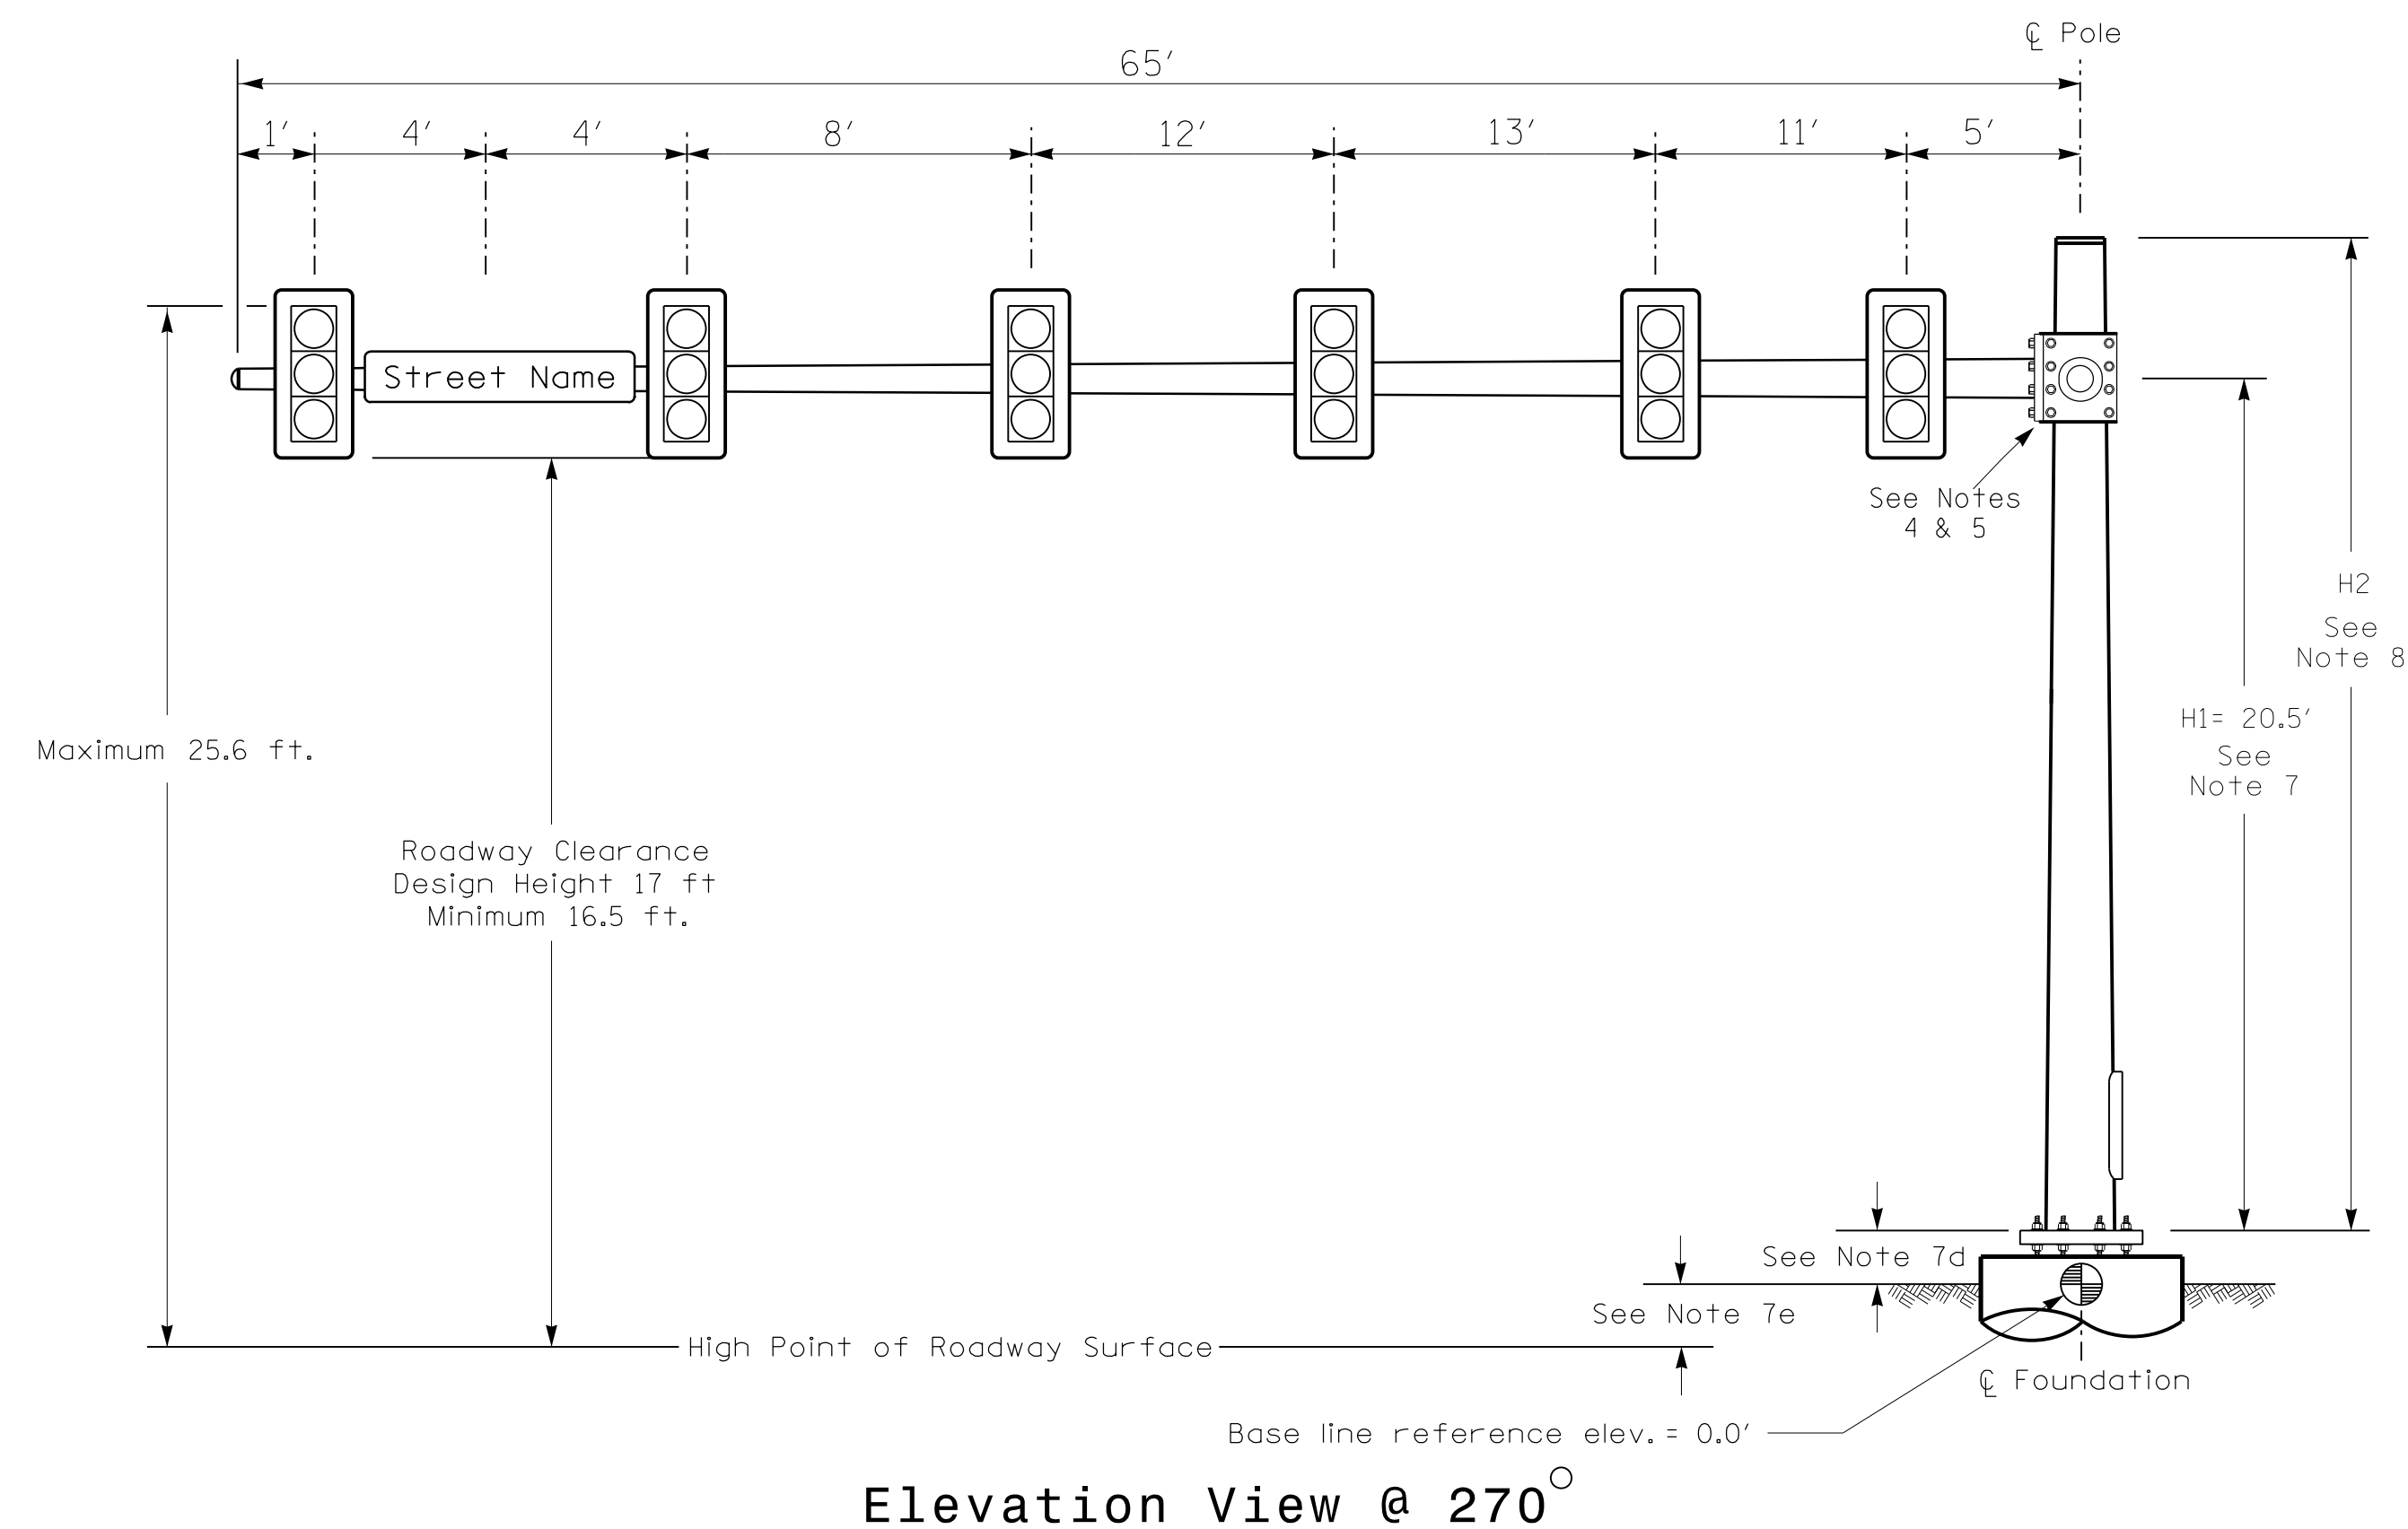 ℄ Pole
65'
1' 4' 4' 8' 12' 13' 11' 5'
Street Name
See Notes
4 & 5
H2
See
Note 8
H1= 20.5'
See
Note 7
Maximum 25.6 ft.
Roadway Clearance
Design Height 17 ft
Minimum 16.5 ft.
See Note 7d
See Note 7e
High Point of Roadway Surface
℄ Foundation
Base line reference elev. = 0.0'
Elevation View @ 270°